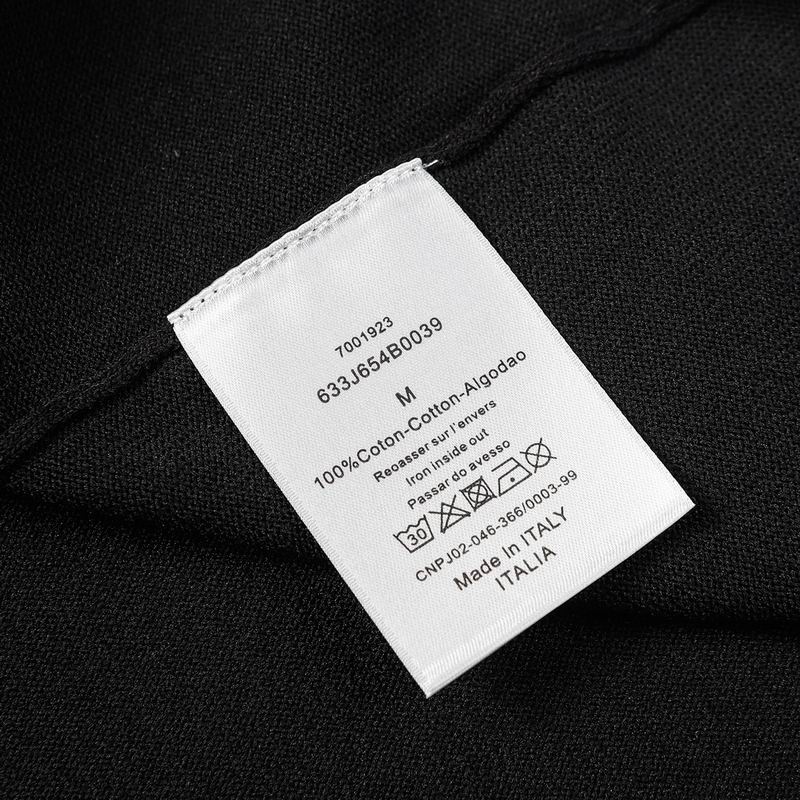 7001923
633J654B0039
M
100%Coton-Cotton-Algodao
Reoasser sur l'envers
Iron inside out
Passar do avesso
30
CNPJ02-046-366/0003-99
Made In ITALY
ITALIA